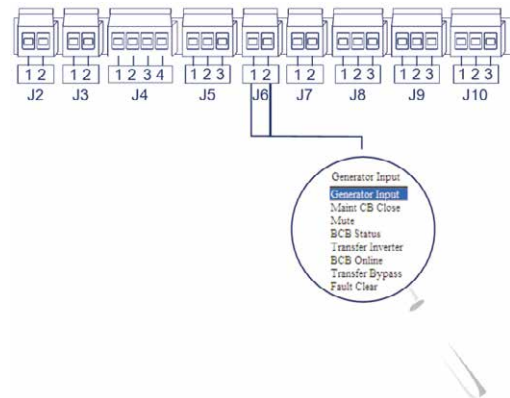 1 2 1 2 1 2 3 4 1 2 3 1 2 1 2 1 2 3 1 2 3 1 2 3
J2 J3 J4 J5 J6 J7 J8 J9 J10
Generator Input
Generator Input
Maint CB Close
Mute
BCB Status
Transfer Inverter
BCB Online
Transfer Bypass
Fault Clear